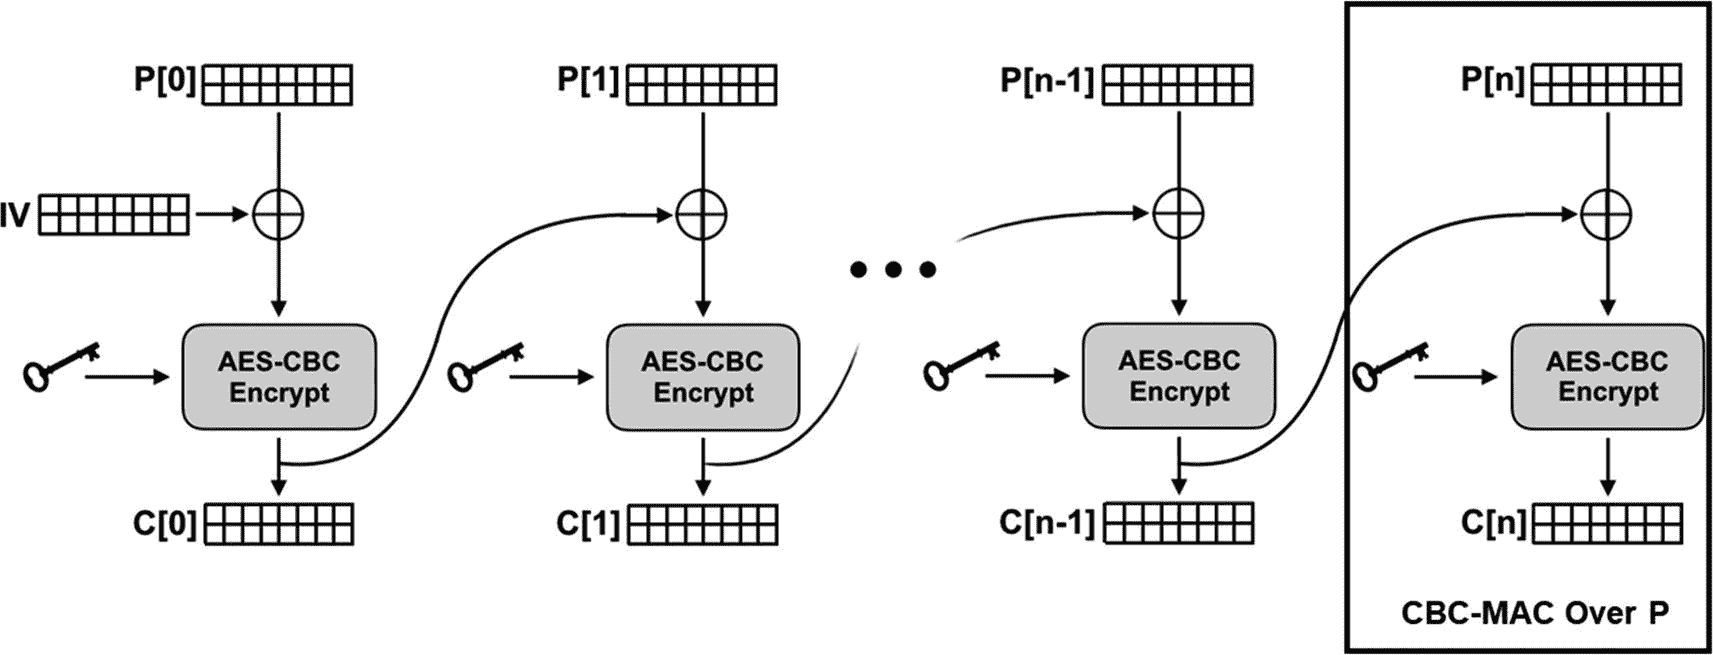 P[0]
P[1]
P[n-1]
P[n]
IV
AES-CBC
Encrypt
AES-CBC
Encrypt
AES-CBC
Encrypt
AES-CBC
Encrypt
C[0]
C[1]
C[n-1]
C[n]
CBC-MAC Over P